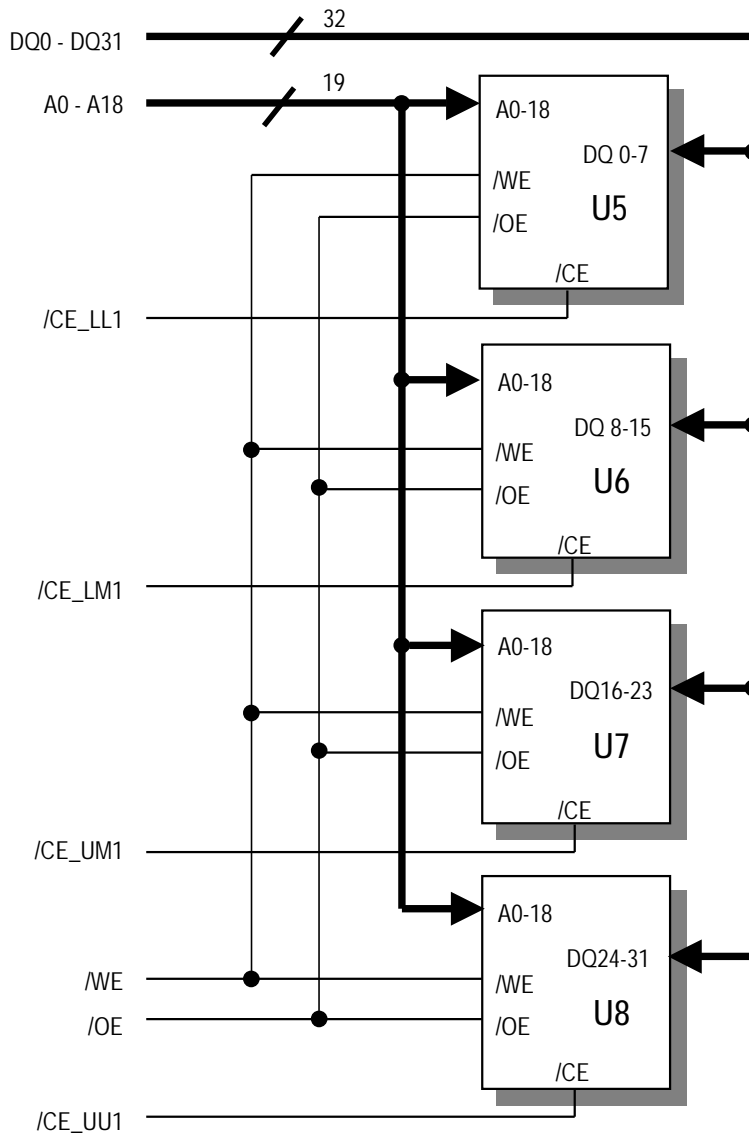 DQ0 - DQ31
32
A0 - A18
19
A0-18
DQ 0-7
/WE
U5
/OE
/CE
/CE_LL1
A0-18
DQ 8-15
/WE
U6
/OE
/CE
/CE_LM1
A0-18
DQ16-23
/WE
U7
/OE
/CE
/CE_UM1
A0-18
DQ24-31
/WE
/WE
U8
/OE
/OE
/CE
/CE_UU1